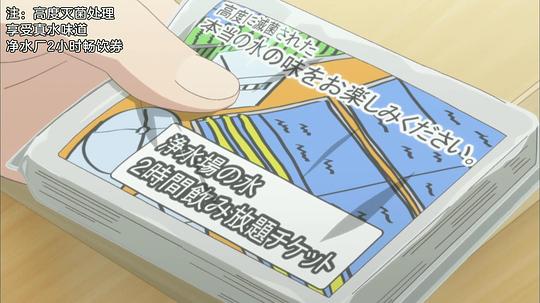 注：高度灭菌处理
享受真水味道
净水厂2小时畅饮券
高度に滅菌された
本当の水の味をお楽しみください。
浄水場の水
2時間飲み放題チケット